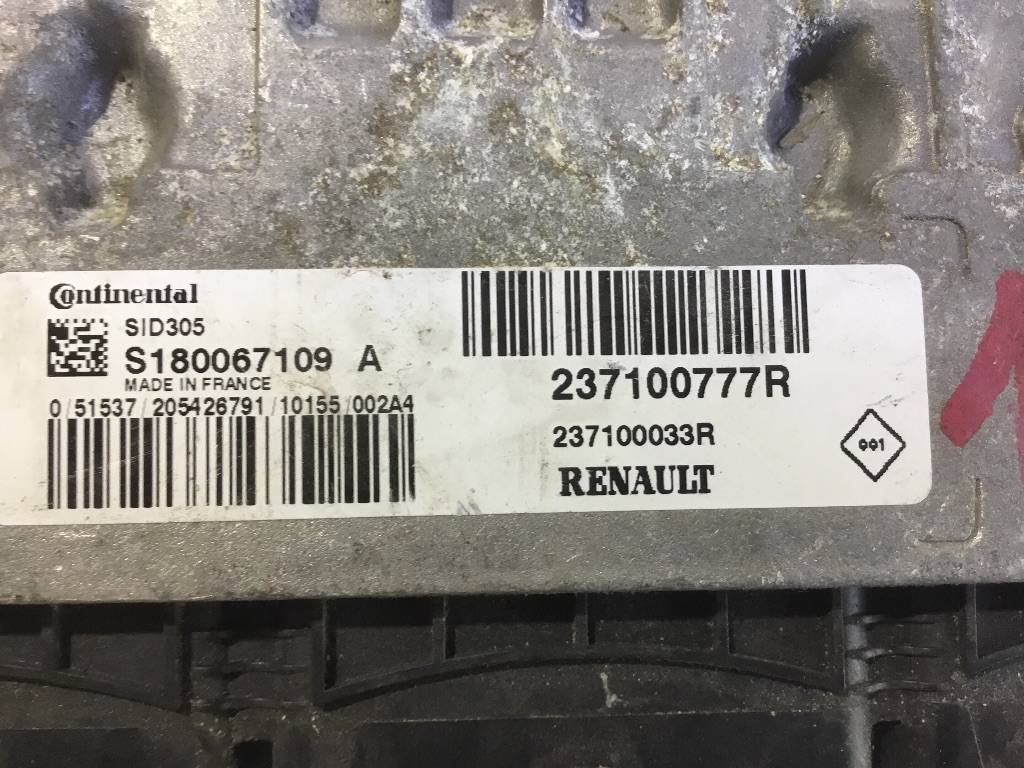 Continental
SID305
S180067109 A
MADE IN FRANCE
0/51537/205426791/10155/002A4
237100777R
237100033R
RENAULT
001